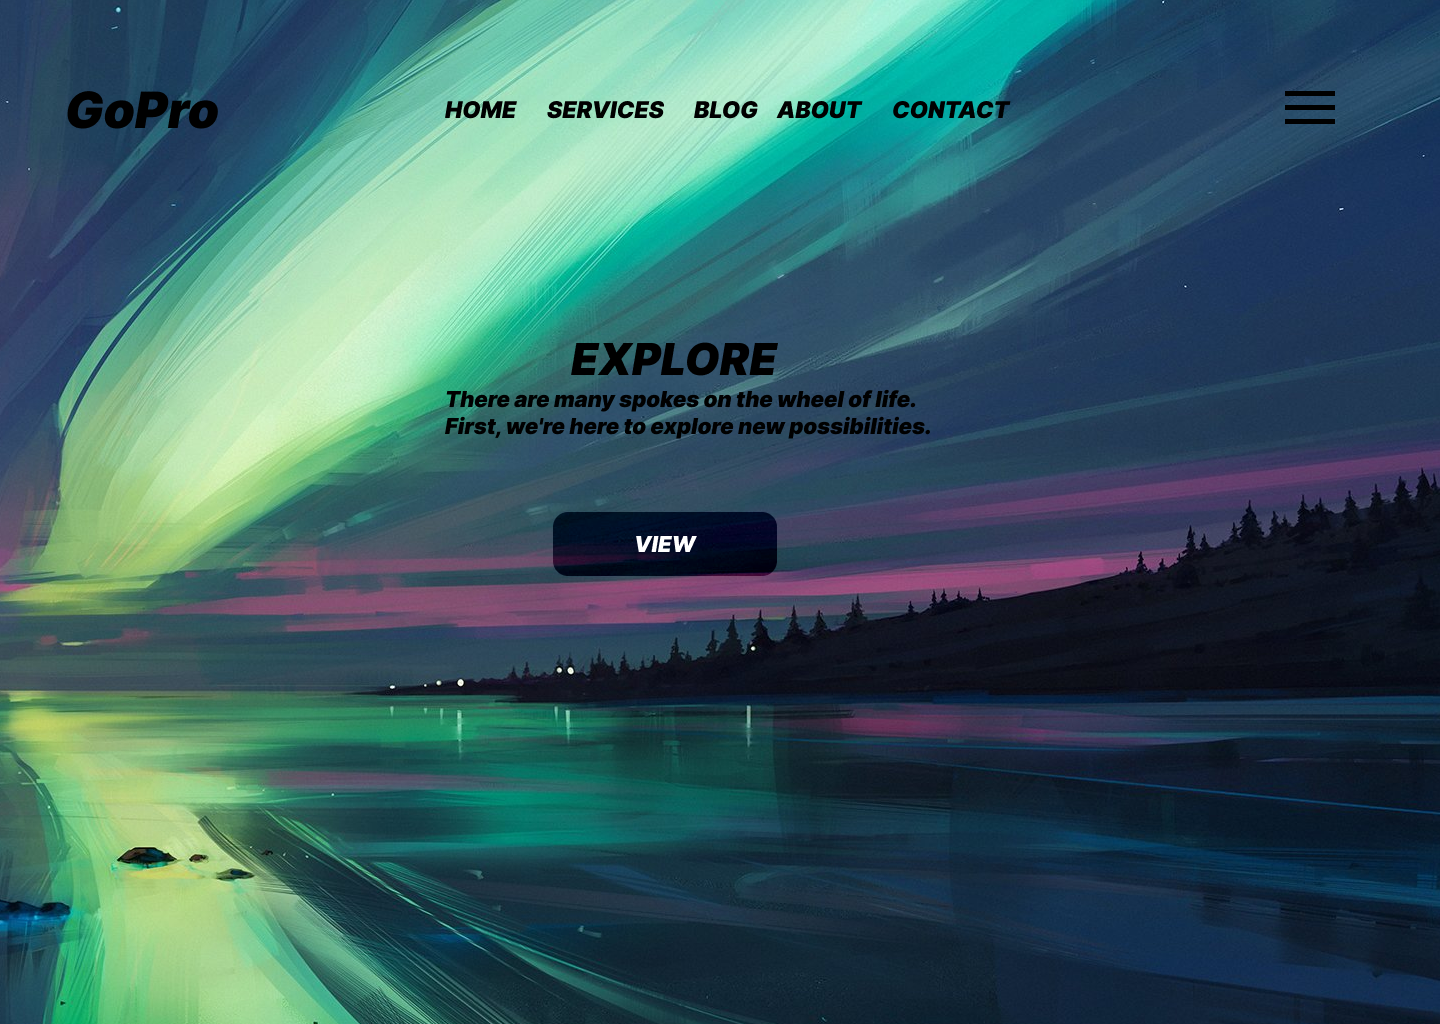 GoPro
HOME SERVICES BLOG ABOUT CONTACT
EXPLORE
There are many spokes on the wheel of life.
First, we're here to explore new possibilities.
VIEW